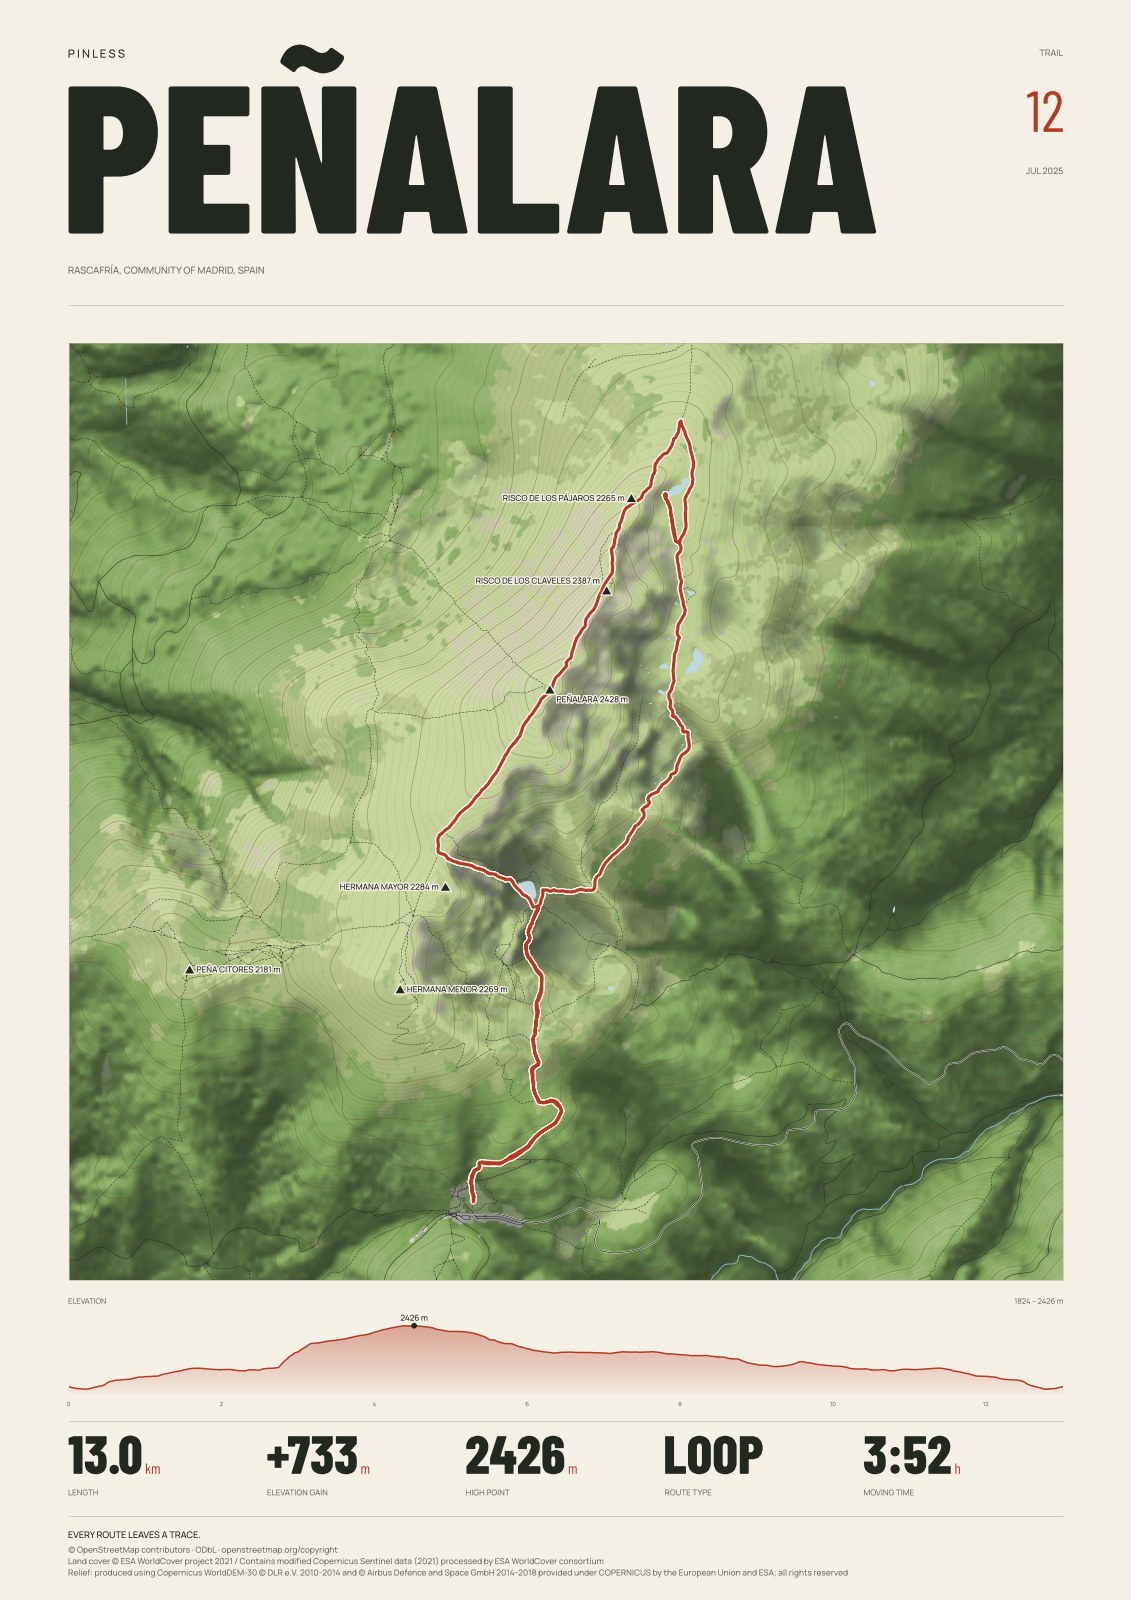 PINLESS
TRAIL
PEÑALARA
12
JUL 2025
RASCAFRÍA, COMMUNITY OF MADRID, SPAIN
RISCO DE LOS PÁJAROS 2265 m
RISCO DE LOS CLAVELES 2387 m
PEÑALARA 2428 m
HERMANA MAYOR 2284 m
PEÑA CITORES 2181 m
HERMANA MENOR 2269 m
ELEVATION
1824 – 2426 m
2426 m
0 2 4 6 8 10 12
13.0 km
+733 m
2426 m
LOOP
3:52 h
LENGTH
ELEVATION GAIN
HIGH POINT
ROUTE TYPE
MOVING TIME
EVERY ROUTE LEAVES A TRACE.
© OpenStreetMap contributors · ODbL · openstreetmap.org/copyright
Land cover © ESA WorldCover project 2021 / Contains modified Copernicus Sentinel data (2021) processed by ESA WorldCover consortium
Relief: produced using Copernicus WorldDEM-30 © DLR e.V. 2010-2014 and © Airbus Defence and Space GmbH 2014-2018 provided under COPERNICUS by the European Union and ESA; all rights reserved